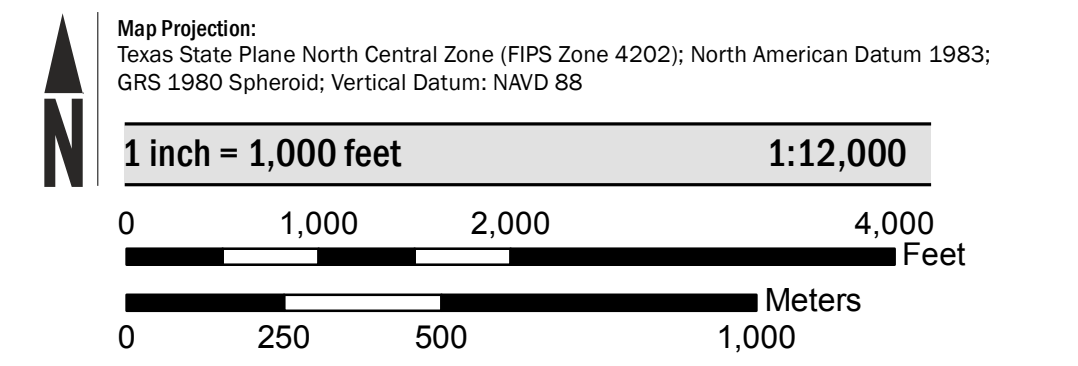 Map Projection:
Texas State Plane North Central Zone (FIPS Zone 4202); North American Datum 1983;
GRS 1980 Spheroid; Vertical Datum: NAVD 88
N
1 inch = 1,000 feet 1:12,000
0 1,000 2,000 4,000
Feet
Meters
0 250 500 1,000